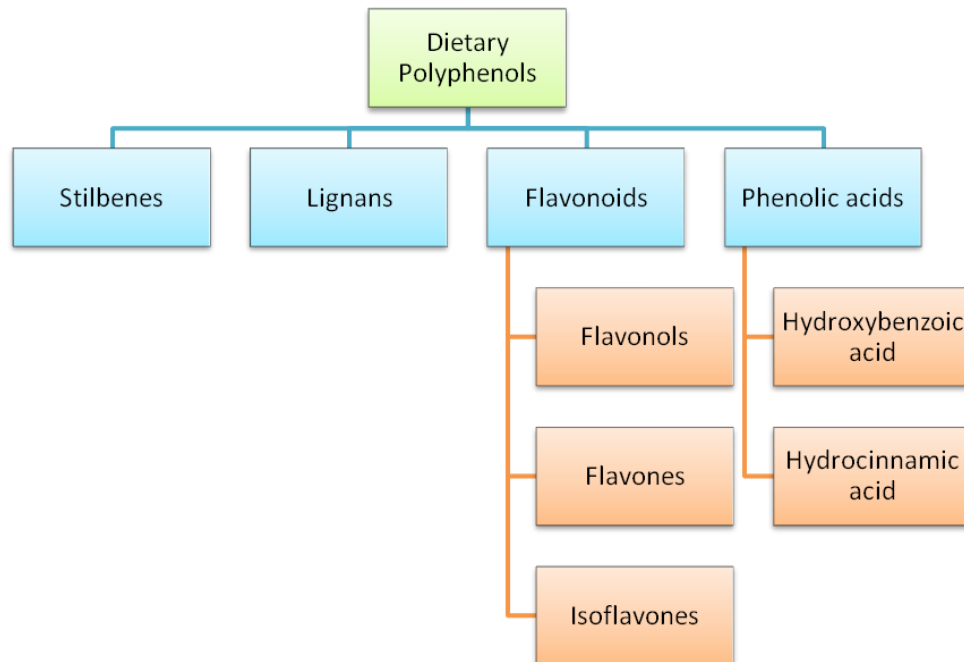 Dietary
Polyphenols
Stilbenes
Lignans
Flavonoids
Phenolic acids
Flavonols
Hydroxybenzoic
acid
Flavones
Hydrocinnamic
acid
Isoflavones